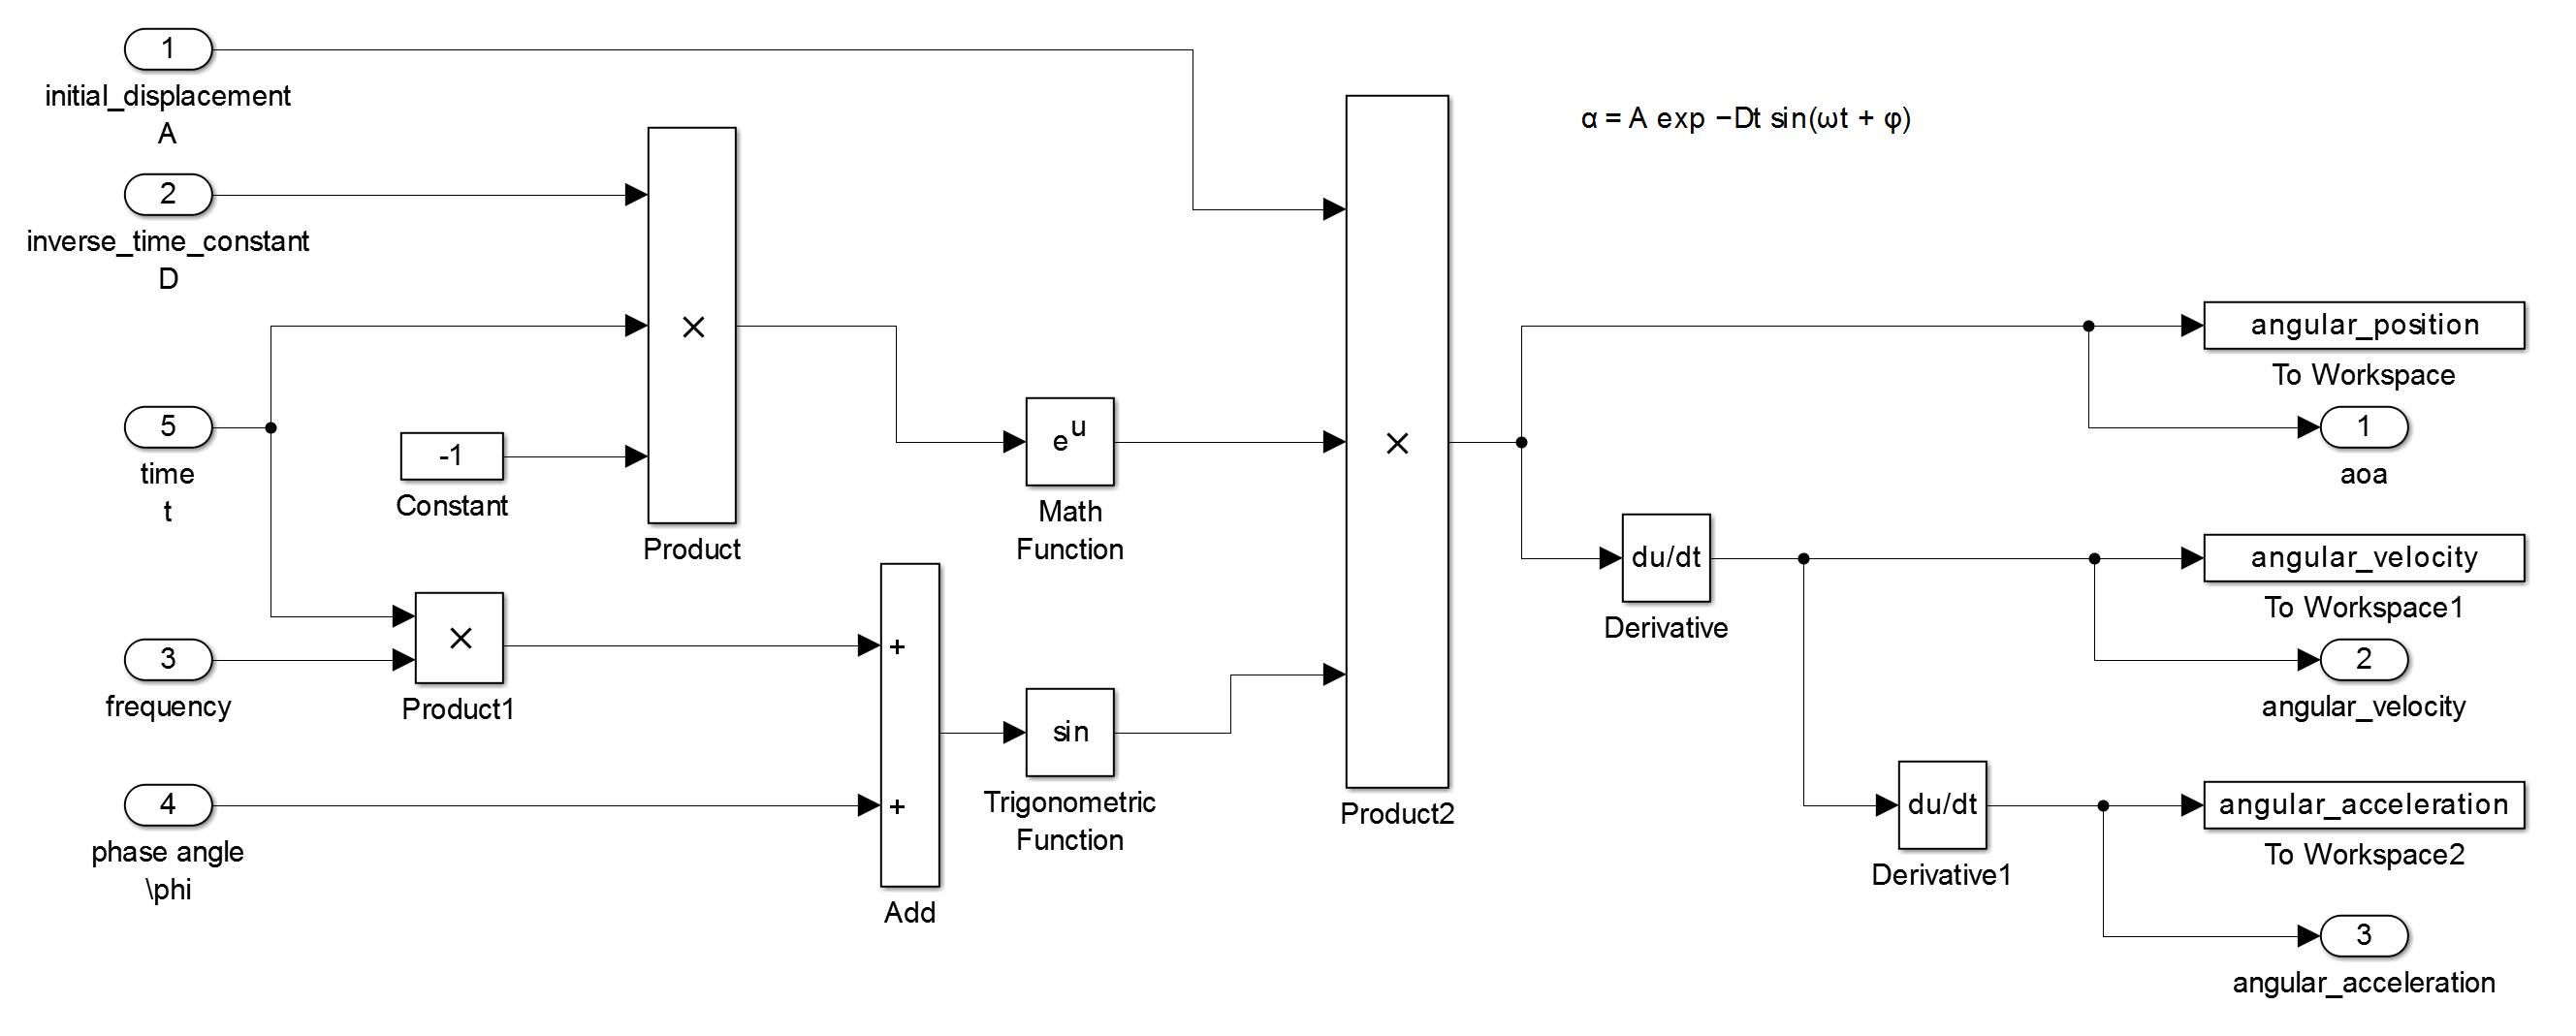 1
initial_displacement
A
α = A exp −Dt sin(ωt + φ)
2
inverse_time_constant
D
×
Product
5
time
t
-1
Constant
e^u
Math
Function
×
Product2
angular_position
To Workspace
1
aoa
du/dt
Derivative
angular_velocity
To Workspace1
2
angular_velocity
×
Product1
3
frequency
+
+
Add
sin
Trigonometric
Function
4
phase angle
\phi
du/dt
Derivative1
angular_acceleration
To Workspace2
3
angular_acceleration